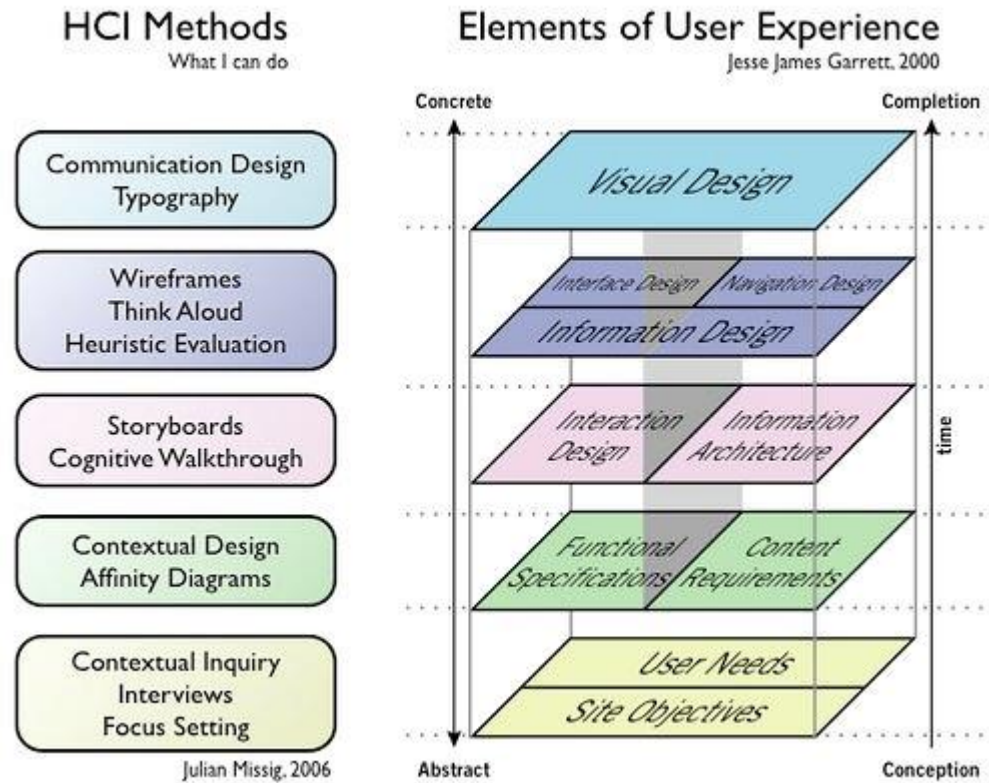 HCI Methods
What I can do
Communication Design
Typography
Wireframes
Think Aloud
Heuristic Evaluation
Storyboards
Cognitive Walkthrough
Contextual Design
Affinity Diagrams
Contextual Inquiry
Interviews
Focus Setting
Julian Missig, 2006
Elements of User Experience
Jesse James Garrett, 2000
Concrete
Completion
Visual Design
Interface Design
Navigation Design
Information Design
Interaction
Design
Information
Architecture
time
Functional
Specifications
Content
Requirements
User Needs
Site Objectives
Abstract
Conception